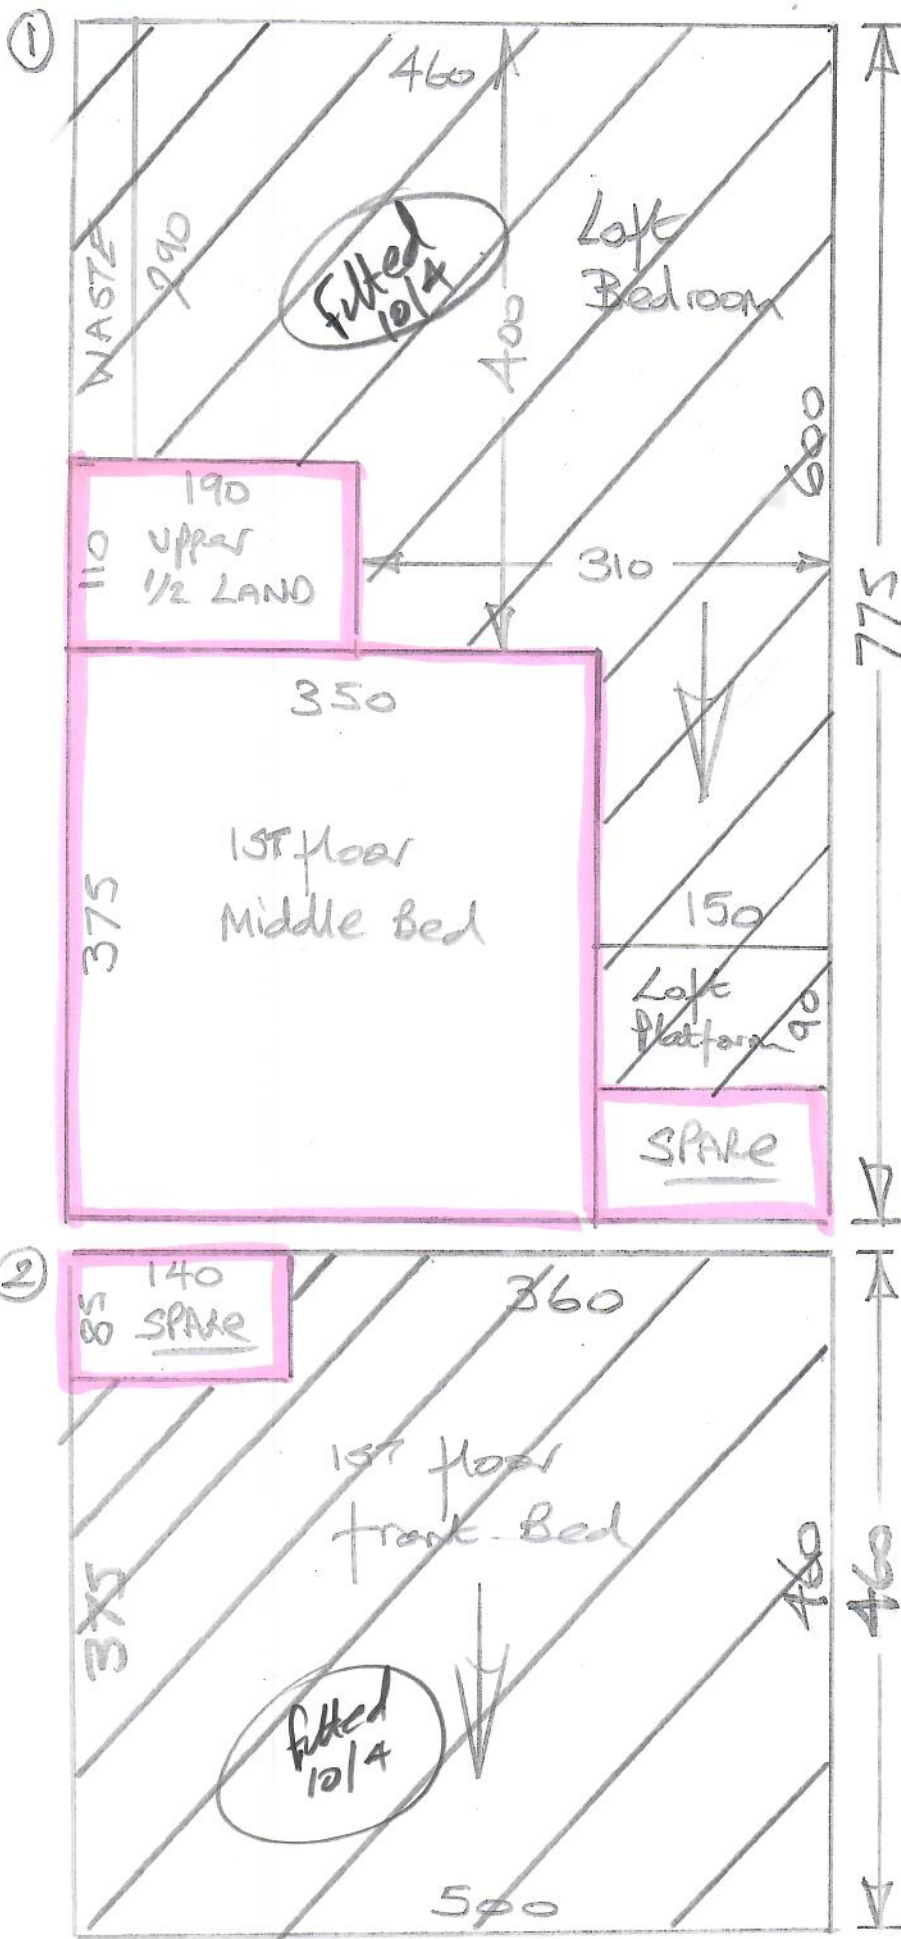 1
460
WASTE
290
Fitted
10/4
400
Loft
Bedroom
600
190
110
Upper
1/2 LAND
310
775
350
1ST floor
Middle Bed
375
150
Loft
Platform
90
SPARE
2
140
85
SPARE
360
1ST floor
front Bed
375
460
460
fitted
10/4
500